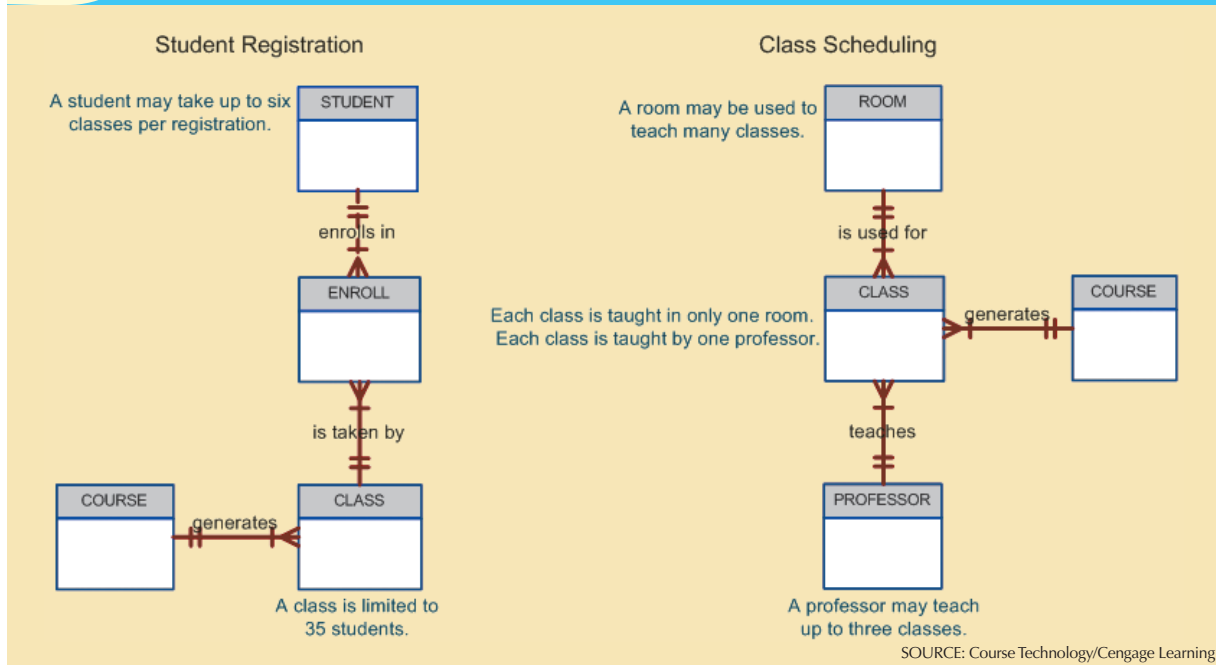 Student Registration
A student may take up to six
classes per registration.
STUDENT
enrolls in
ENROLL
is taken by
COURSE
generates
CLASS
A class is limited to
35 students.
Class Scheduling
A room may be used to
teach many classes.
ROOM
is used for
Each class is taught in only one room.
Each class is taught by one professor.
CLASS
generates
COURSE
teaches
PROFESSOR
A professor may teach
up to three classes.
SOURCE: Course Technology/Cengage Learning